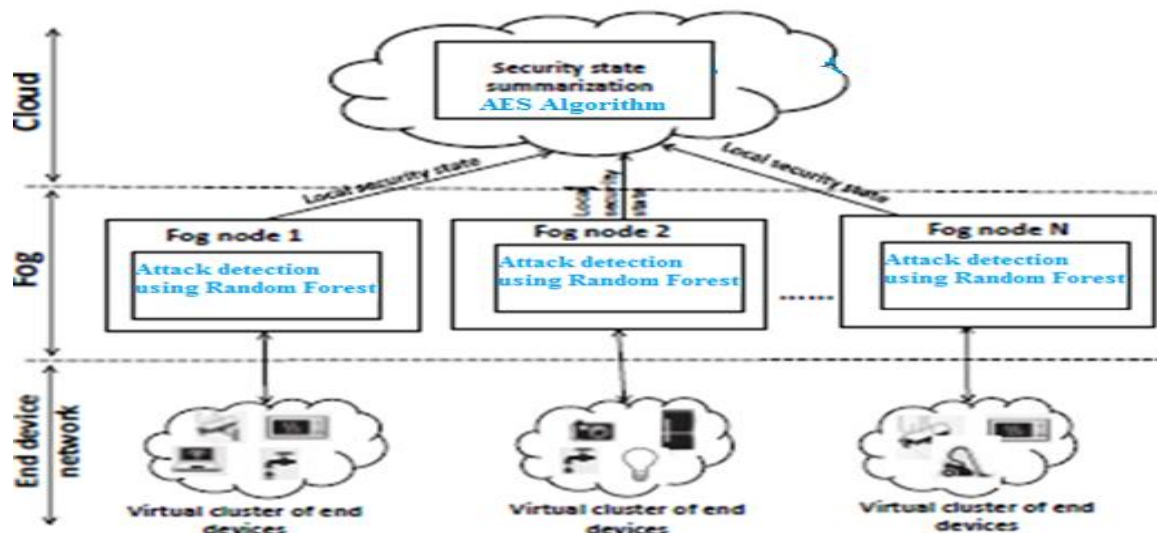 Cloud
Security state
summarization
AES Algorithm
Local security state
Local
security
state
Local security state
Fog
Fog node 1
Attack detection
using Random Forest
Fog node 2
Attack detection
using Random Forest
......
Fog node N
Attack detection
using Random Forest
End device
network
Virtual cluster of end
devices
Virtual cluster of end
devices
Virtual cluster of end
devices